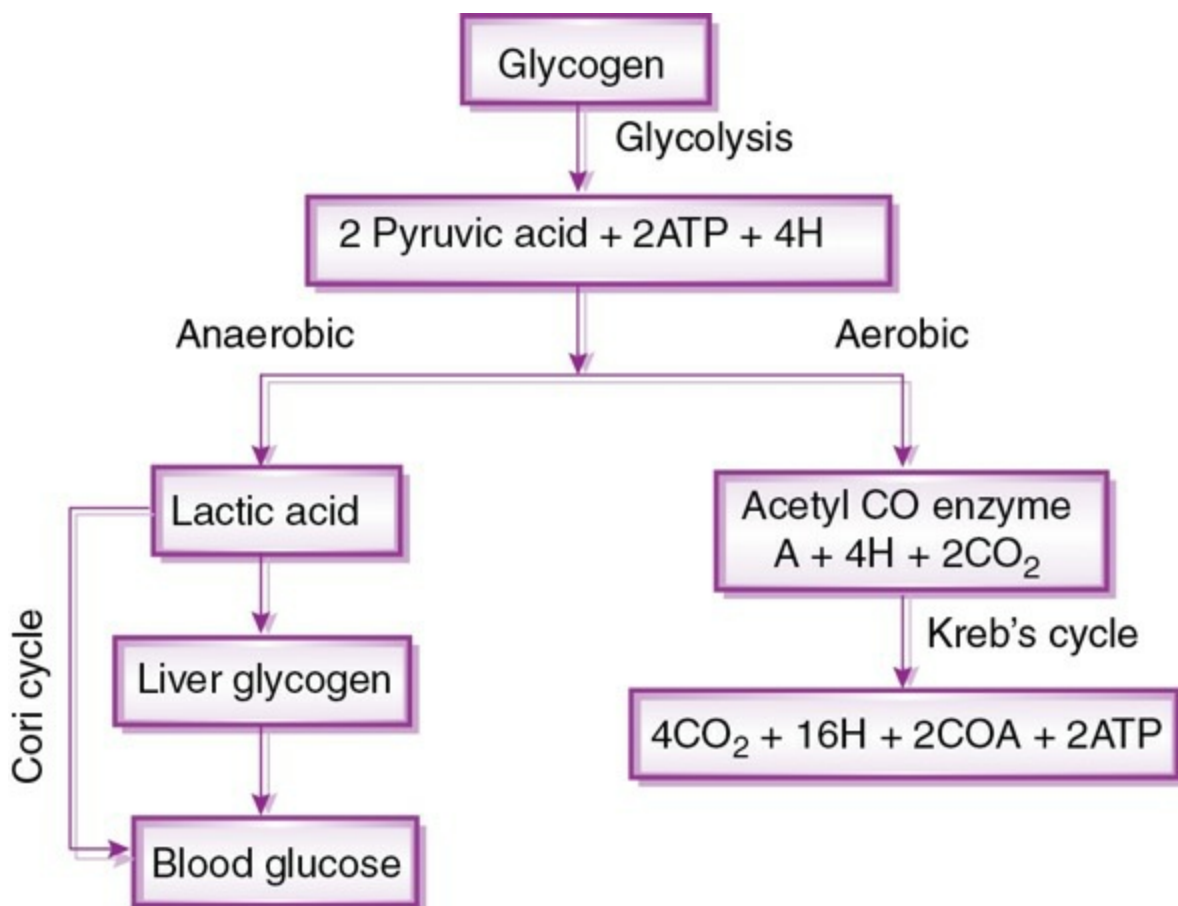 Glycogen
Glycolysis
2 Pyruvic acid + 2ATP + 4H
Anaerobic
Aerobic
Lactic acid
Acetyl CO enzyme
A + 4H + 2CO₂
Cori cycle
Kreb's cycle
Liver glycogen
4CO₂ + 16H + 2COA + 2ATP
Blood glucose